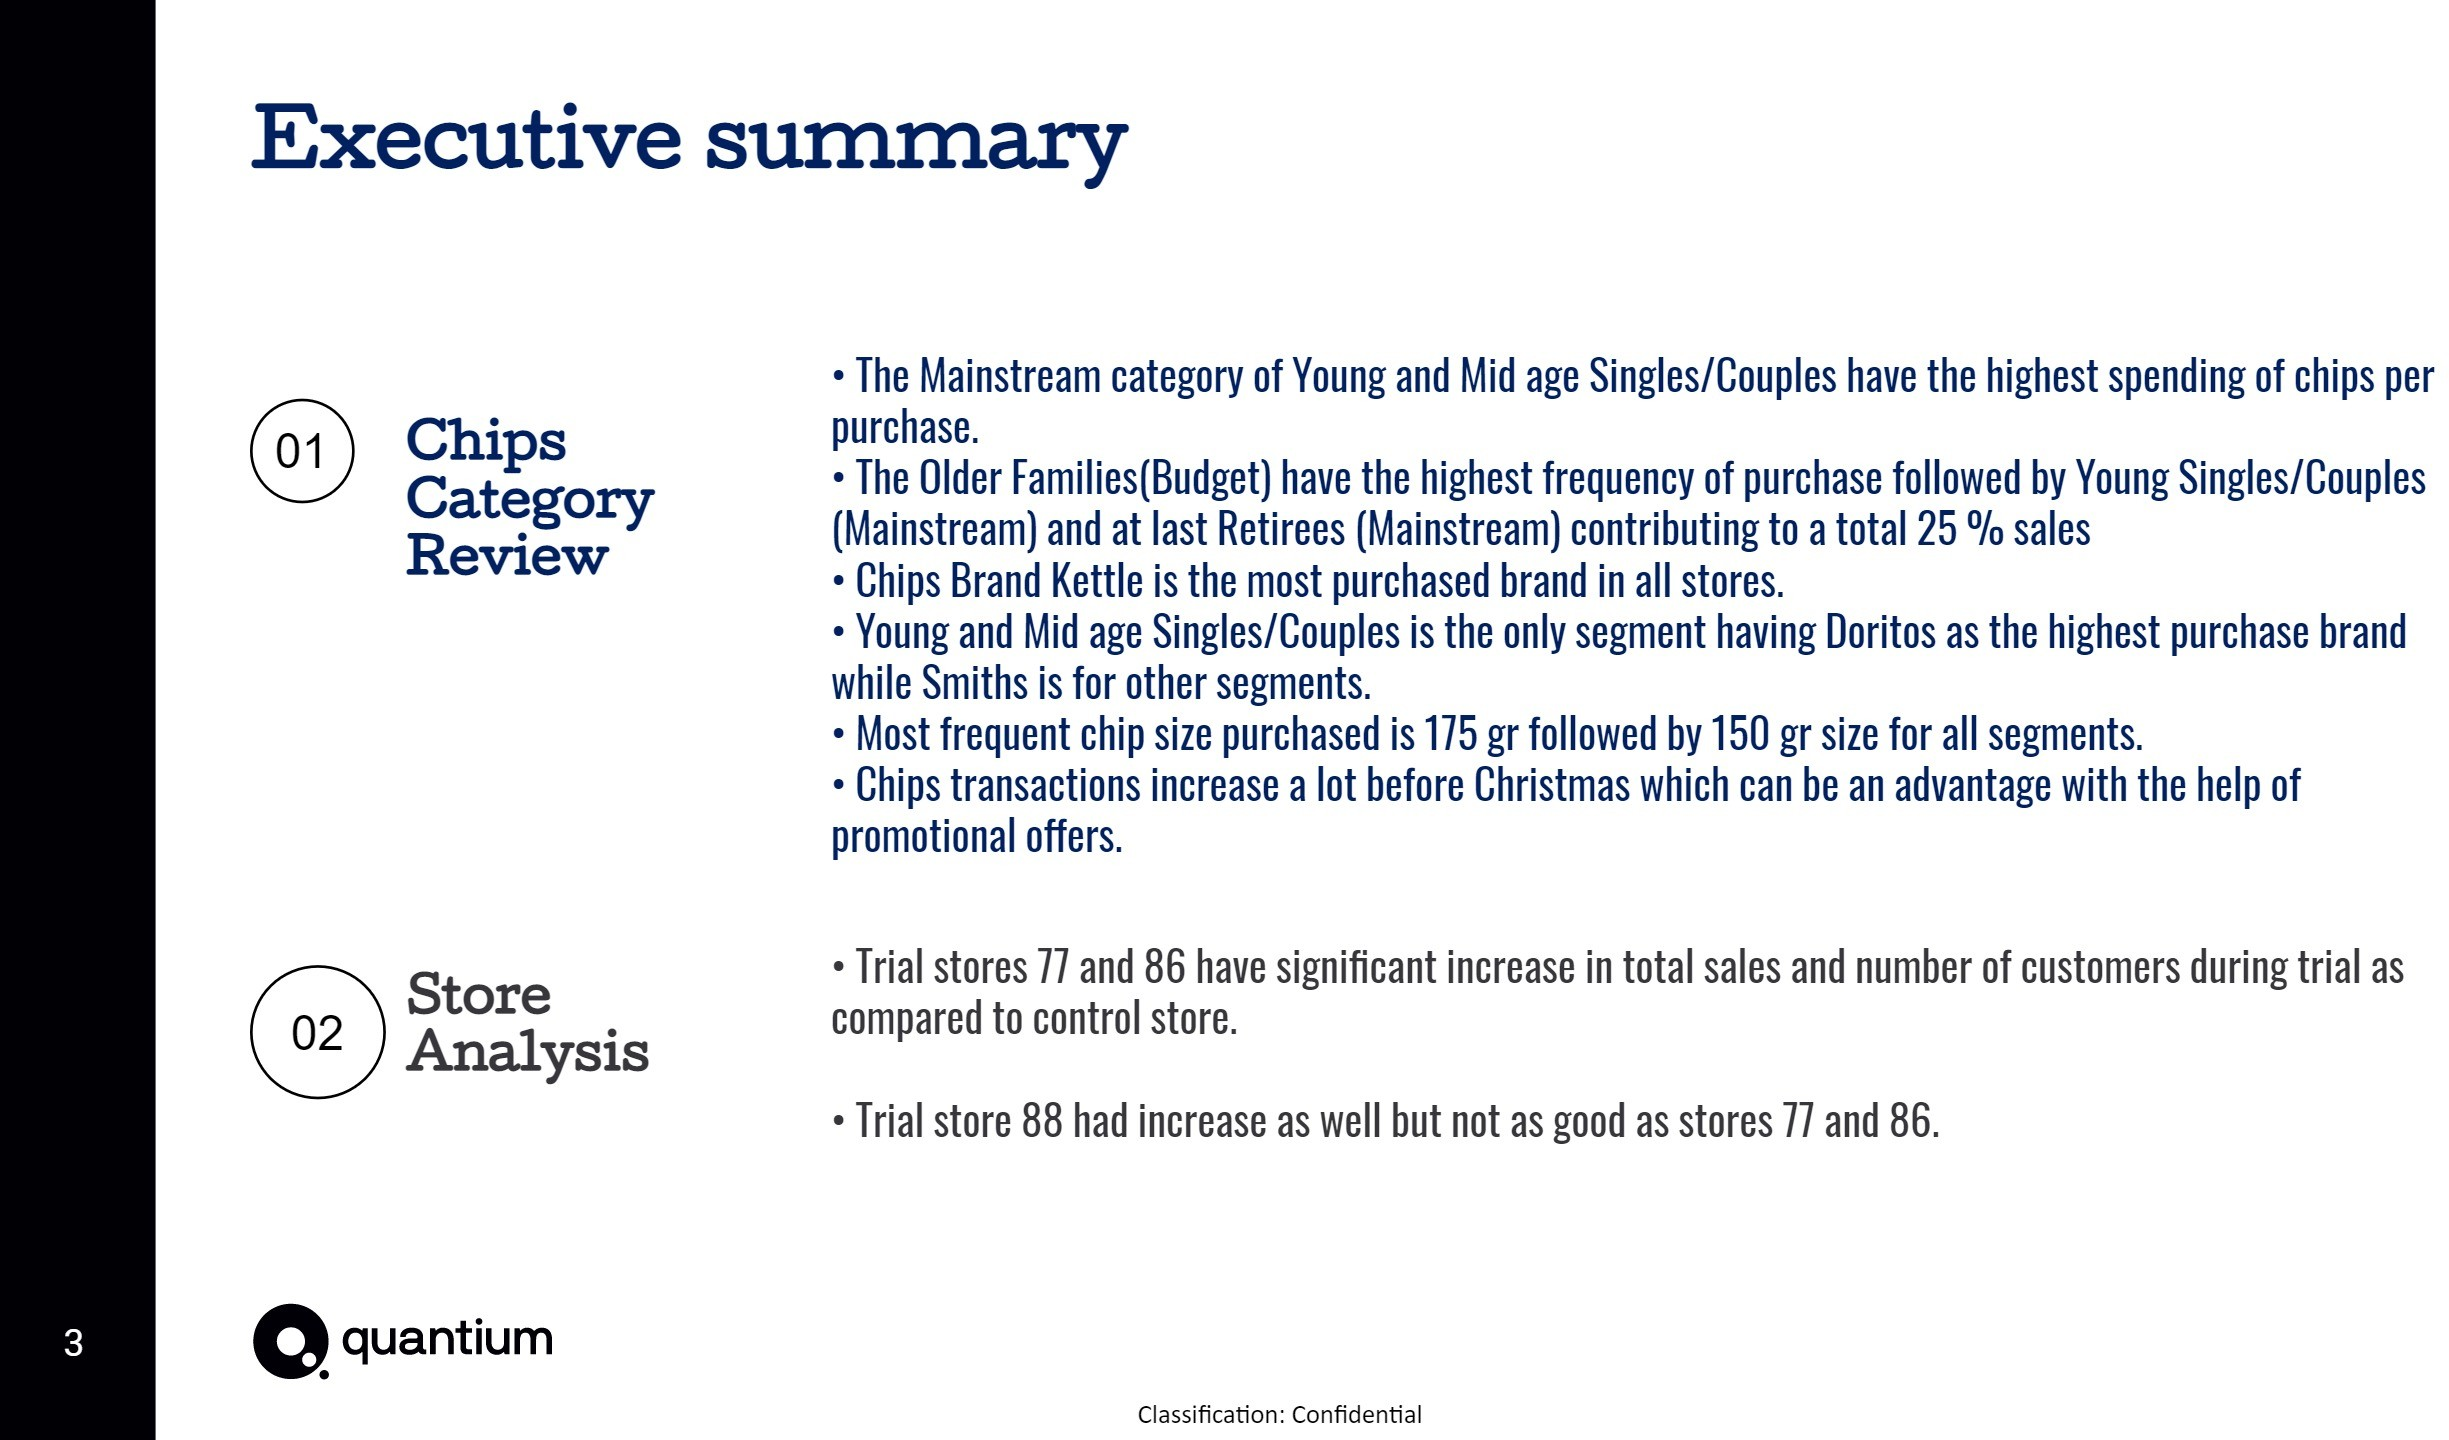 Executive summary
01
Chips
Category
Review
• The Mainstream category of Young and Mid age Singles/Couples have the highest spending of chips per
purchase.
• The Older Families(Budget) have the highest frequency of purchase followed by Young Singles/Couples
(Mainstream) and at last Retirees (Mainstream) contributing to a total 25 % sales
• Chips Brand Kettle is the most purchased brand in all stores.
• Young and Mid age Singles/Couples is the only segment having Doritos as the highest purchase brand
while Smiths is for other segments.
• Most frequent chip size purchased is 175 gr followed by 150 gr size for all segments.
• Chips transactions increase a lot before Christmas which can be an advantage with the help of
promotional offers.
02
Store
Analysis
• Trial stores 77 and 86 have significant increase in total sales and number of customers during trial as
compared to control store.
• Trial store 88 had increase as well but not as good as stores 77 and 86.
3
quantium
Classification: Confidential